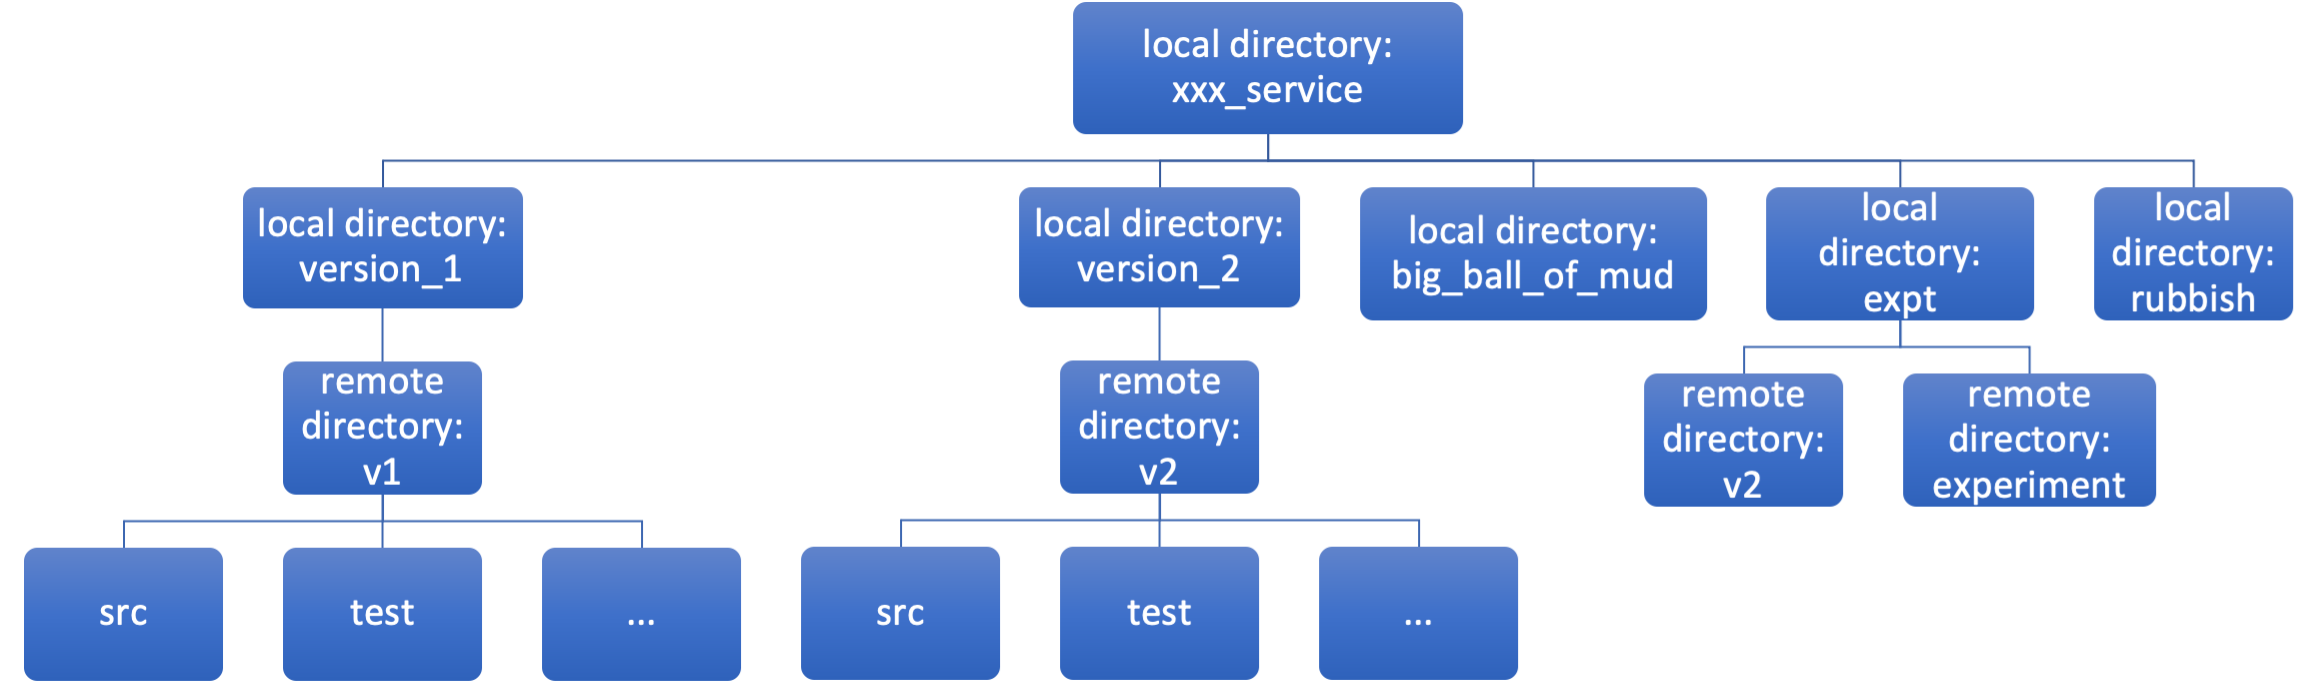 local directory:
xxx_service
local directory:
version_1
local directory:
version_2
local directory:
big_ball_of_mud
local
directory:
expt
local
directory:
rubbish
remote
directory:
v1
remote
directory:
v2
remote
directory:
v2
remote
directory:
experiment
src
test
...
src
test
...